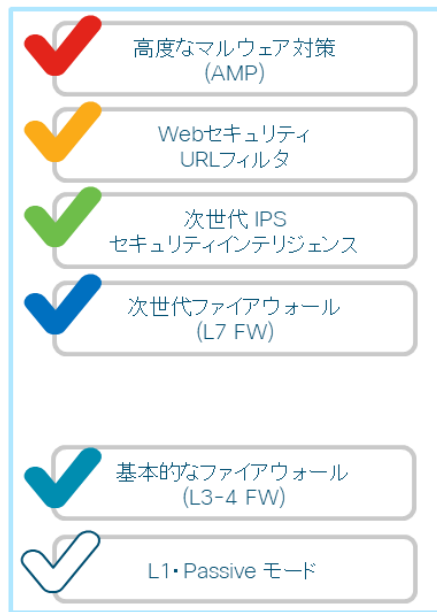 高度なマルウェア対策
(AMP)
Webセキュリティ
URLフィルタ
次世代 IPS
セキュリティインテリジェンス
次世代ファイアウォール
(L7 FW)
基本的なファイアウォール
(L3-4 FW)
L1・Passive モード